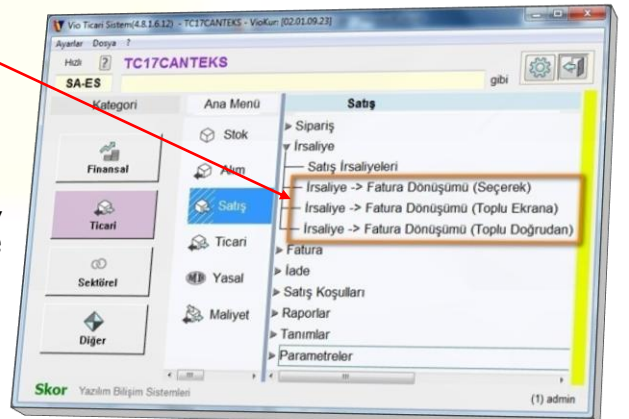 Vio Ticari Sistem(4.8.1.6.12) - TC17CANTEKS - VioKur: [02.01.09.23]
Ayarlar Dosya ?
Hızlı ? TC17CANTEKS
SA-ES gibi
Kategori
Finansal
Ticari
Sektörel
Diğer
Ana Menü
Stok
Alım
Satış
Ticari
Yasal
Maliyet
Satış
Sipariş
İrsaliye
Satış İrsaliyeleri
İrsaliye -> Fatura Dönüşümü (Seçerek)
İrsaliye -> Fatura Dönüşümü (Toplu Ekrana)
İrsaliye -> Fatura Dönüşümü (Toplu Doğrudan)
Fatura
İade
Satış Koşulları
Raporlar
Tanımlar
Parametreler
Skor Yazılım Bilişim Sistemleri
(1) admin